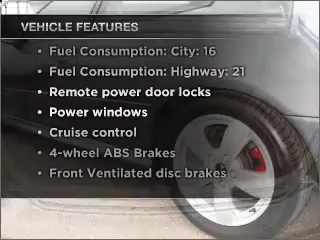 VEHICLE FEATURES
• Fuel Consumption: City: 16
• Fuel Consumption: Highway: 21
• Remote power door locks
• Power windows
• Cruise control
• 4-wheel ABS Brakes
• Front Ventilated disc brakes